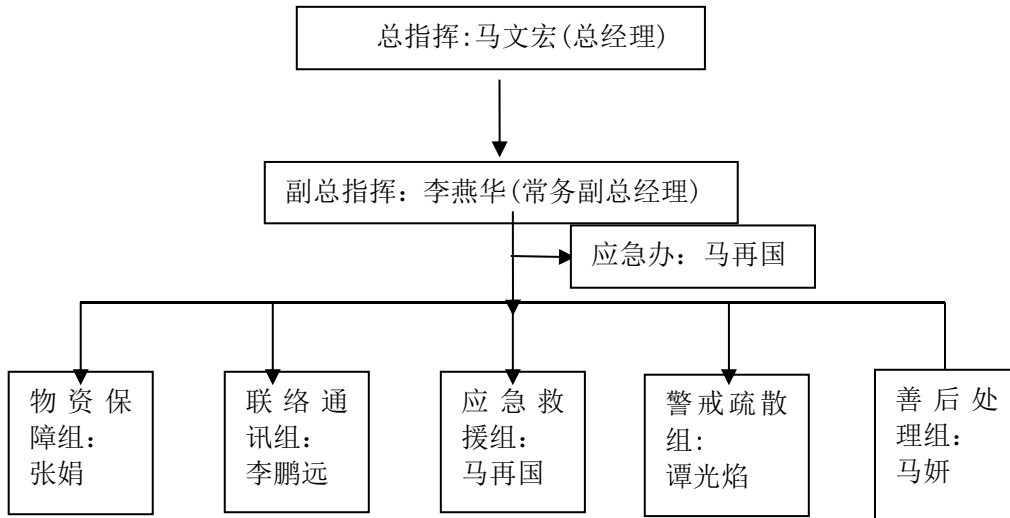 总指挥:马文宏(总经理)
副总指挥：李燕华(常务副总经理)
应急办：马再国
物资保
障组：
张娟
联络通
讯组：
李鹏远
应急救
援组：
马再国
警戒疏散
组:
谭光焰
善后处
理组：
马妍